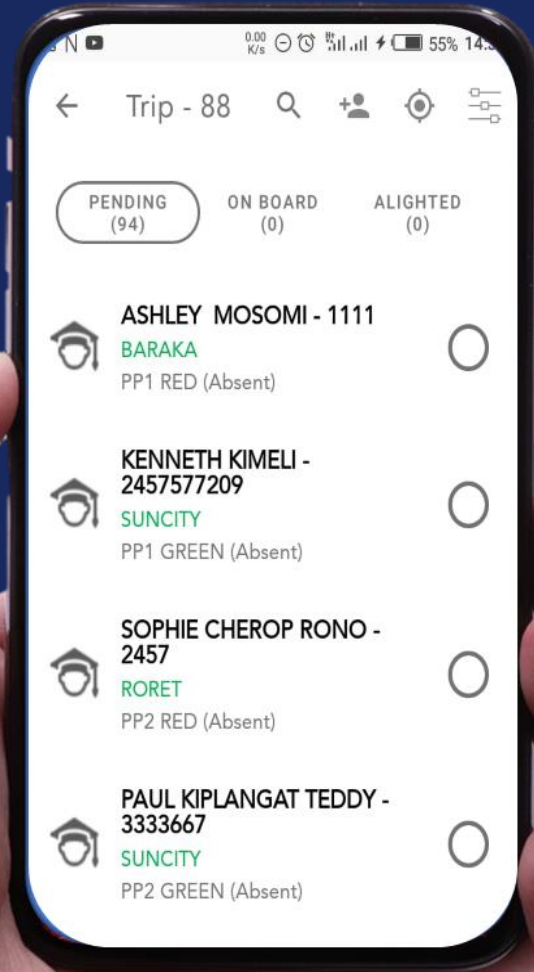 N 0.00 K/s 55% 14:
Trip - 88
PENDING ON BOARD ALIGHTED
(94) (0) (0)
ASHLEY MOSOMI - 1111
BARAKA
PP1 RED (Absent)
KENNETH KIMELI -
2457577209
SUNCITY
PP1 GREEN (Absent)
SOPHIE CHEROP RONO -
2457
RORET
PP2 RED (Absent)
PAUL KIPLANGAT TEDDY -
3333667
SUNCITY
PP2 GREEN (Absent)